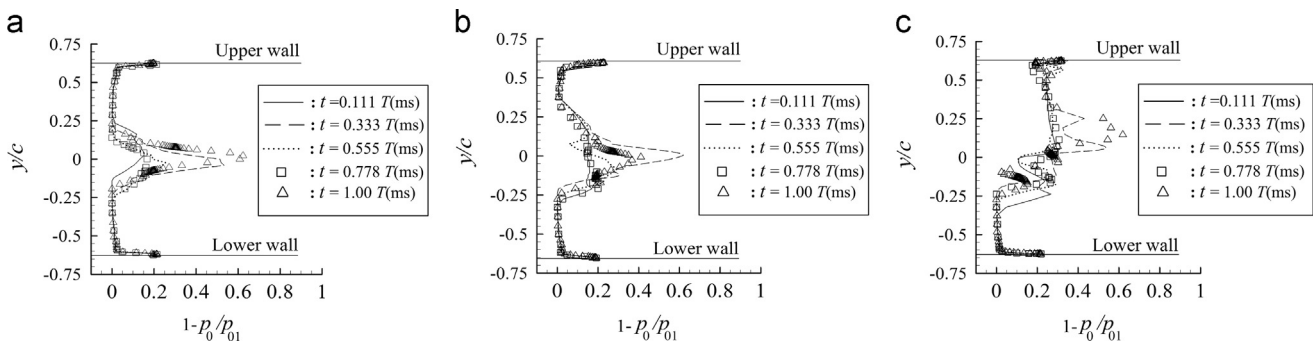 a
0.75
0.5
0.25
0
-0.25
-0.5
-0.75
y/c
Upper wall
: t =0.111 T(ms)
: t = 0.333 T(ms)
: t = 0.555 T(ms)
: t = 0.778 T(ms)
: t = 1.00 T(ms)
Lower wall
0 0.2 0.4 0.6 0.8 1
1-p0/p01
b
0.75
0.5
0.25
0
-0.25
-0.5
-0.75
y/c
Upper wall
: t =0.111 T(ms)
: t = 0.333 T(ms)
: t = 0.555 T(ms)
: t = 0.778 T(ms)
: t = 1.00 T(ms)
Lower wall
0 0.2 0.4 0.6 0.8 1
1-p0/p01
c
0.75
0.5
0.25
0
-0.25
-0.5
-0.75
y/c
Upper wall
: t =0.111 T(ms)
: t = 0.333 T(ms)
: t = 0.555 T(ms)
: t = 0.778 T(ms)
: t = 1.00 T(ms)
Lower wall
0 0.2 0.4 0.6 0.8 1
1-p0/p01